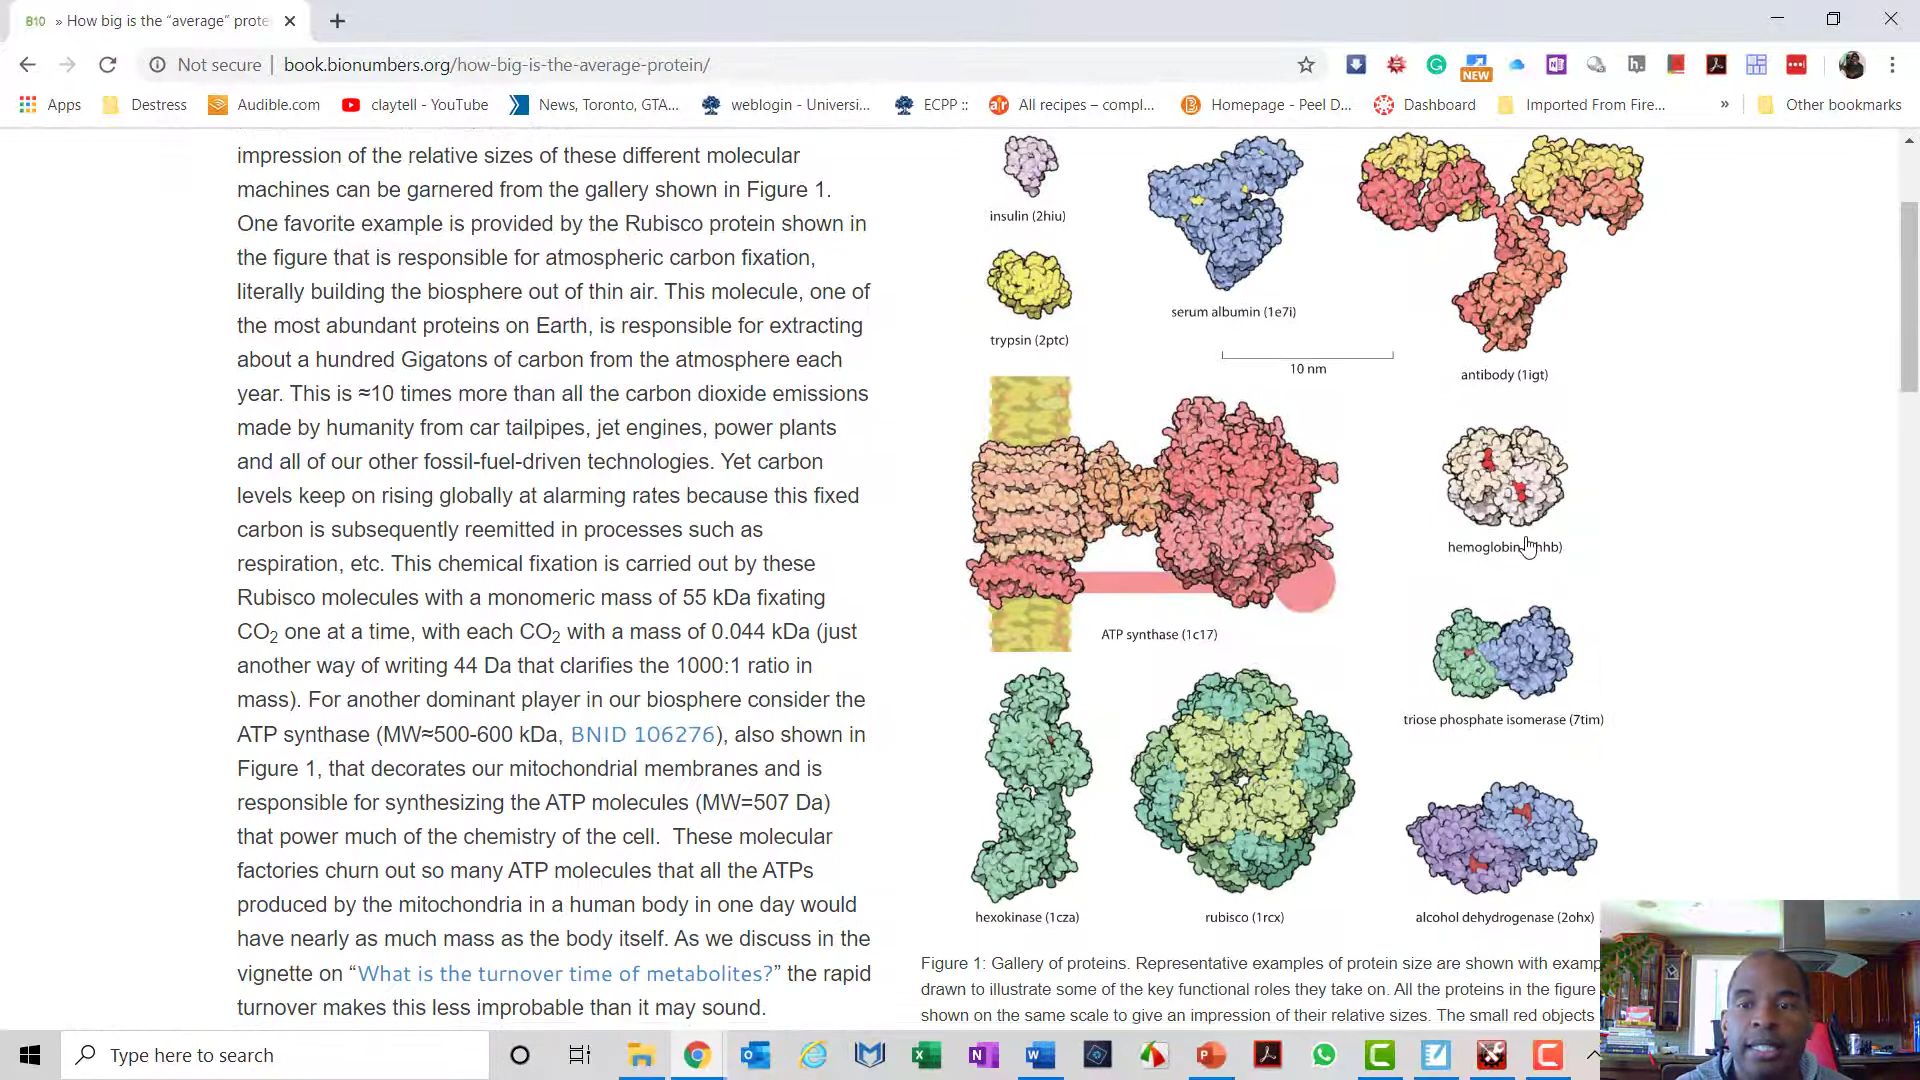 B10 » How big is the “average” prote
Not secure | book.bionumbers.org/how-big-is-the-average-protein/
NEW
Apps Destress Audible.com claytell - YouTube News, Toronto, GTA... weblogin - Universi... ECPP :: All recipes – compl... Homepage - Peel D... Dashboard Imported From Fire... » Other bookmarks
impression of the relative sizes of these different molecular
machines can be garnered from the gallery shown in Figure 1.
One favorite example is provided by the Rubisco protein shown in
the figure that is responsible for atmospheric carbon fixation,
literally building the biosphere out of thin air. This molecule, one of
the most abundant proteins on Earth, is responsible for extracting
about a hundred Gigatons of carbon from the atmosphere each
year. This is ≈10 times more than all the carbon dioxide emissions
made by humanity from car tailpipes, jet engines, power plants
and all of our other fossil-fuel-driven technologies. Yet carbon
levels keep on rising globally at alarming rates because this fixed
carbon is subsequently reemitted in processes such as
respiration, etc. This chemical fixation is carried out by these
Rubisco molecules with a monomeric mass of 55 kDa fixating
CO2 one at a time, with each CO2 with a mass of 0.044 kDa (just
another way of writing 44 Da that clarifies the 1000:1 ratio in
mass). For another dominant player in our biosphere consider the
ATP synthase (MW≈500-600 kDa, BNID 106276), also shown in
Figure 1, that decorates our mitochondrial membranes and is
responsible for synthesizing the ATP molecules (MW=507 Da)
that power much of the chemistry of the cell. These molecular
factories churn out so many ATP molecules that all the ATPs
produced by the mitochondria in a human body in one day would
have nearly as much mass as the body itself. As we discuss in the
vignette on “What is the turnover time of metabolites?” the rapid
turnover makes this less improbable than it may sound.
insulin (2hiu)
serum albumin (1e7i)
trypsin (2ptc)
10 nm
antibody (1igt)
hemoglobin hhb)
ATP synthase (1c17)
triose phosphate isomerase (7tim)
hexokinase (1cza)
rubisco (1rcx)
alcohol dehydrogenase (2ohx)
Figure 1: Gallery of proteins. Representative examples of protein size are shown with examp
drawn to illustrate some of the key functional roles they take on. All the proteins in the figure
shown on the same scale to give an impression of their relative sizes. The small red objects
Type here to search